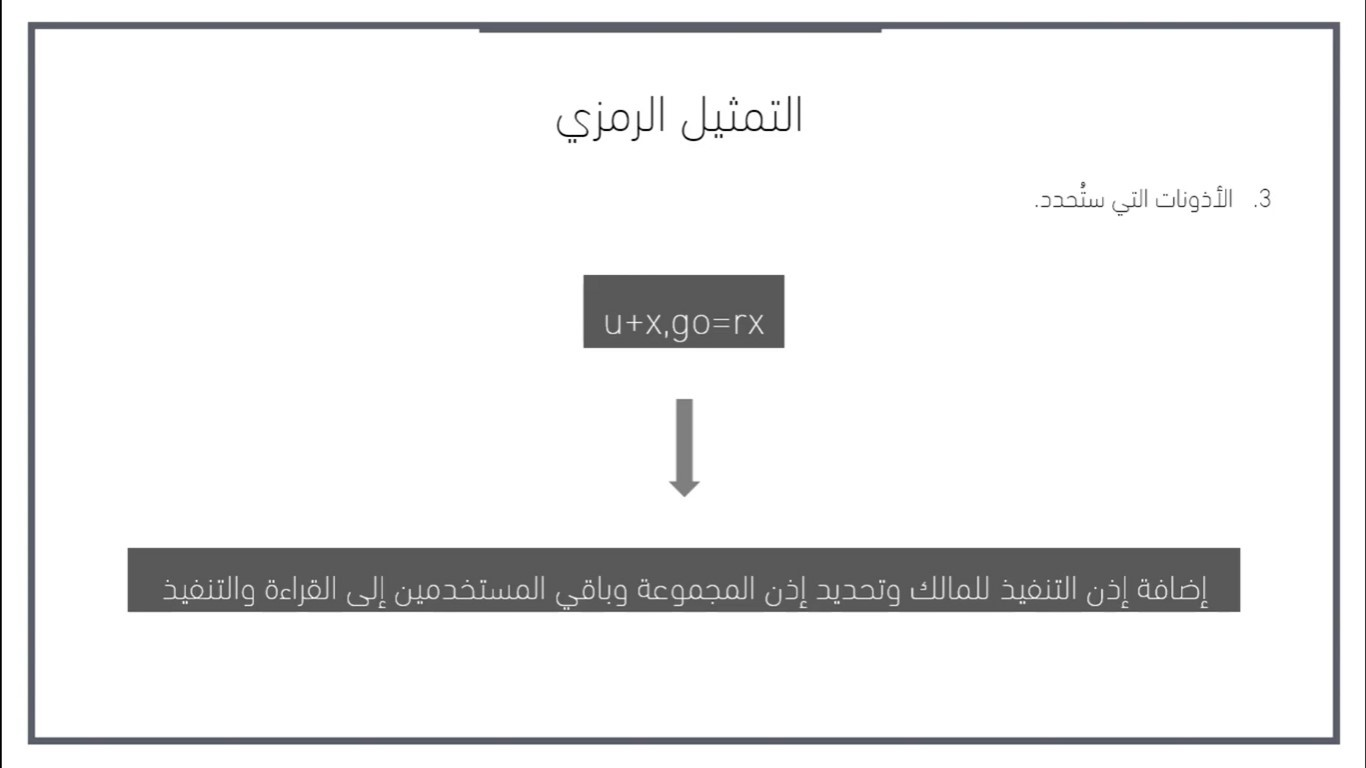 التمثيل الرمزي
3. الأذونات التي ستُحدد.
u+x,go=rx
إضافة إذن التنفيذ للمالك وتحديد إذن المجموعة وباقي المستخدمين إلى القراءة والتنفيذ